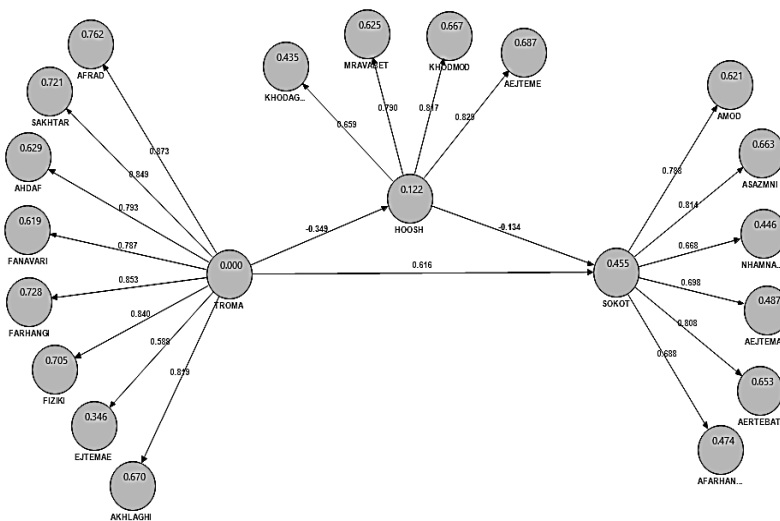 0.762
AFRAD
0.721
SAKHTAR
0.629
AHDAF
0.619
FANAVARI
0.728
FARHANGI
0.705
FIZIKI
0.346
EJTEMAE
0.670
AKHLAGHI
0.873
0.849
0.793
0.787
0.853
0.840
0.588
0.819
0.000
TROMA
-0.349
0.616
0.435
KHODAG...
0.625
MRAVABET
0.667
KHODMOD
0.687
AEJTEME
0.659
0.790
0.817
0.829
0.122
HOOSH
-0.134
0.455
SOKOT
0.788
0.814
0.668
0.698
0.808
0.688
0.621
AMOD
0.663
ASAZMNI
0.446
NHAMNA..
0.487
AEJTEMA
0.653
AERTEBAT
0.474
AFARHAN...